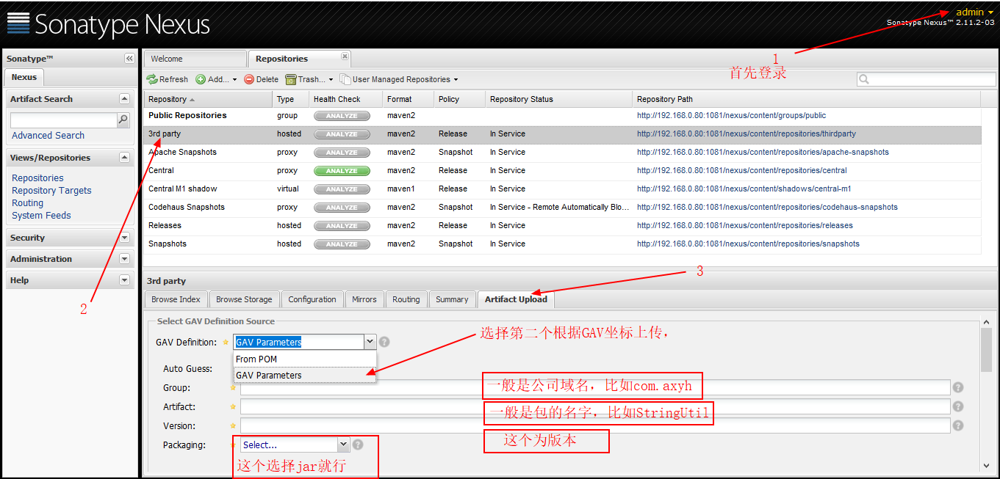 Sonatype Nexus
admin
Sonatype Nexus™ 2.11.2-03
1
首先登录
Sonatype™
Nexus
Artifact Search
Advanced Search
Views/Repositories
Repositories
Repository Targets
Routing
System Feeds
Security
Administration
Help
2
Welcome
Repositories
Refresh Add... Delete Trash... User Managed Repositories
Repository Type Health Check Format Policy Repository Status Repository Path
Public Repositories group ANALYZE maven2 http://192.168.0.80:1081/nexus/content/groups/public
3rd party hosted ANALYZE maven2 Release In Service http://192.168.0.80:1081/nexus/content/repositories/thirdparty
Apache Snapshots proxy ANALYZE maven2 Snapshot In Service http://192.168.0.80:1081/nexus/content/repositories/apache-snapshots
Central proxy ANALYZE maven2 Release In Service http://192.168.0.80:1081/nexus/content/repositories/central
Central M1 shadow virtual ANALYZE maven1 Release In Service http://192.168.0.80:1081/nexus/content/shadows/central-m1
Codehaus Snapshots proxy ANALYZE maven2 Snapshot In Service - Remote Automatically Blo... http://192.168.0.80:1081/nexus/content/repositories/codehaus-snapshots
Releases hosted ANALYZE maven2 Release In Service http://192.168.0.80:1081/nexus/content/repositories/releases
Snapshots hosted ANALYZE maven2 Snapshot In Service http://192.168.0.80:1081/nexus/content/repositories/snapshots
3
3rd party
Browse Index Browse Storage Configuration Mirrors Routing Summary Artifact Upload
Select GAV Definition Source
GAV Definition: GAV Parameters
选择第二个根据GAV坐标上传,
From POM
Auto Guess:
GAV Parameters
Group: 一般是公司域名，比如com.axyh
Artifact: 一般是包的名字，比如StringUtil
Version:
这个为版本
Packaging: Select...
这个选择jar就行